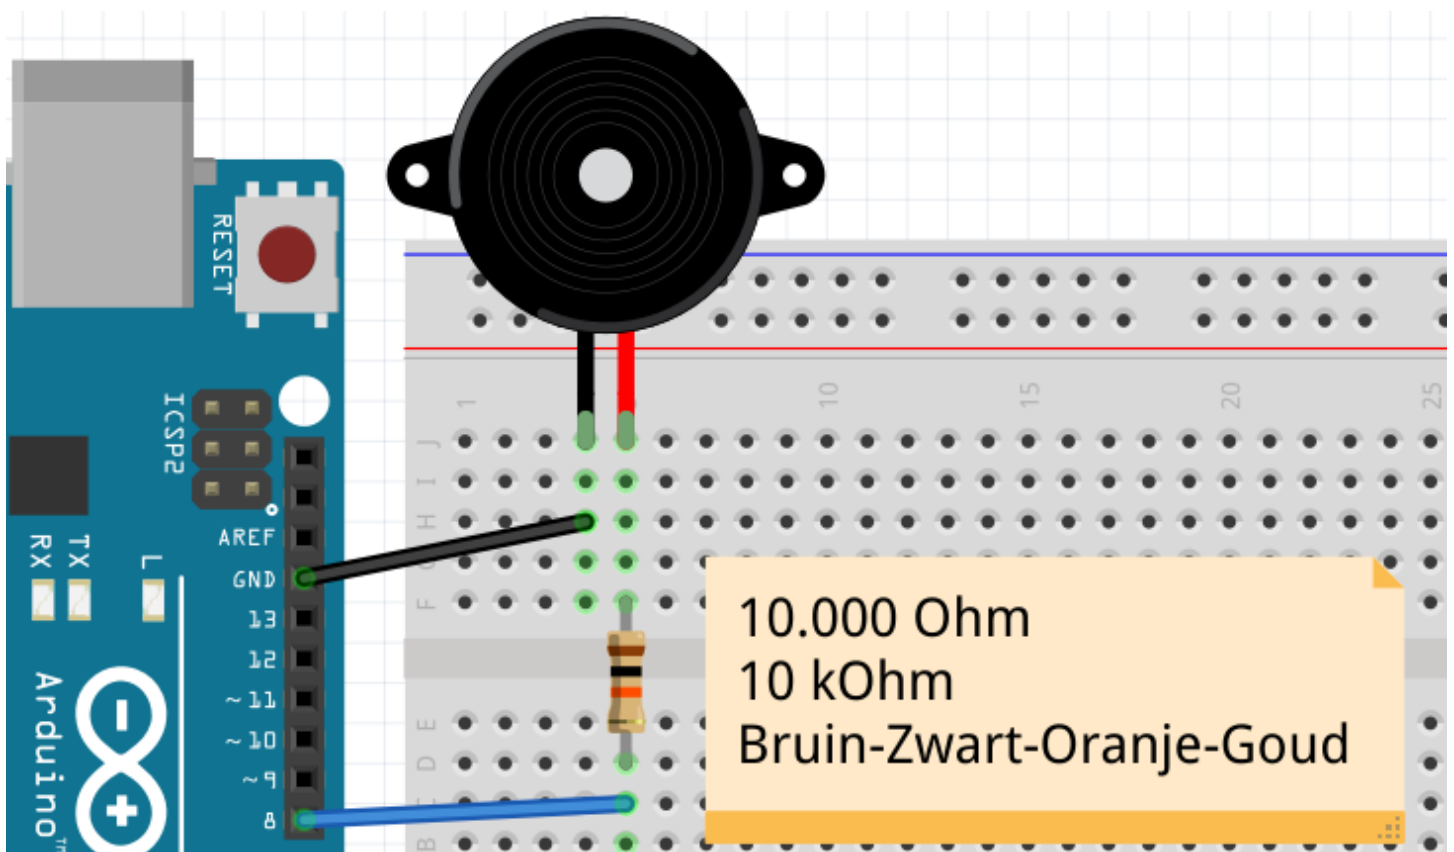 RESET
ICSP2
AREF
GND
RX
TX
L
13
12
~11
~10
~9
8
Arduino™
1
10
15
20
25
J
I
H
G
F
E
D
C
B
10.000 Ohm
10 kOhm
Bruin-Zwart-Oranje-Goud